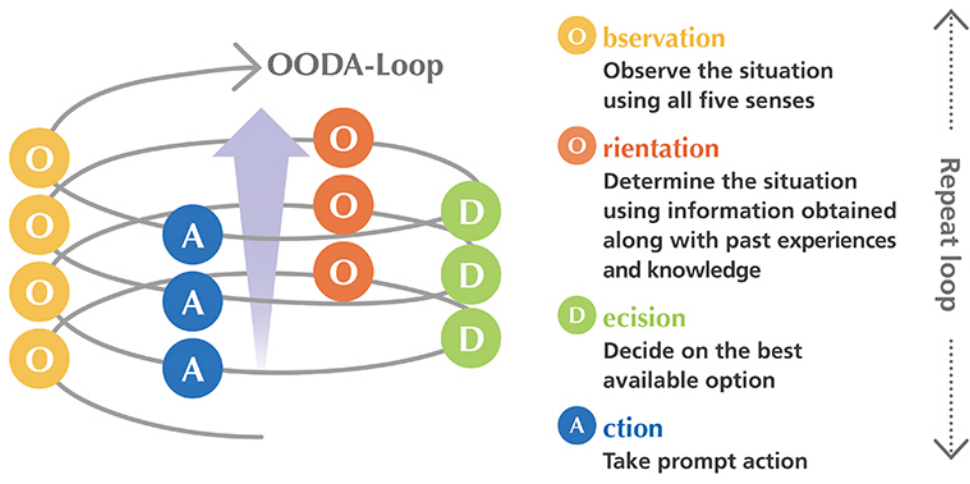 OODA-Loop
O
O
O
O
O
O
O
A
A
A
D
D
D
O bservation
Observe the situation
using all five senses
O rientation
Determine the situation
using information obtained
along with past experiences
and knowledge
D ecision
Decide on the best
available option
A ction
Take prompt action
Repeat loop